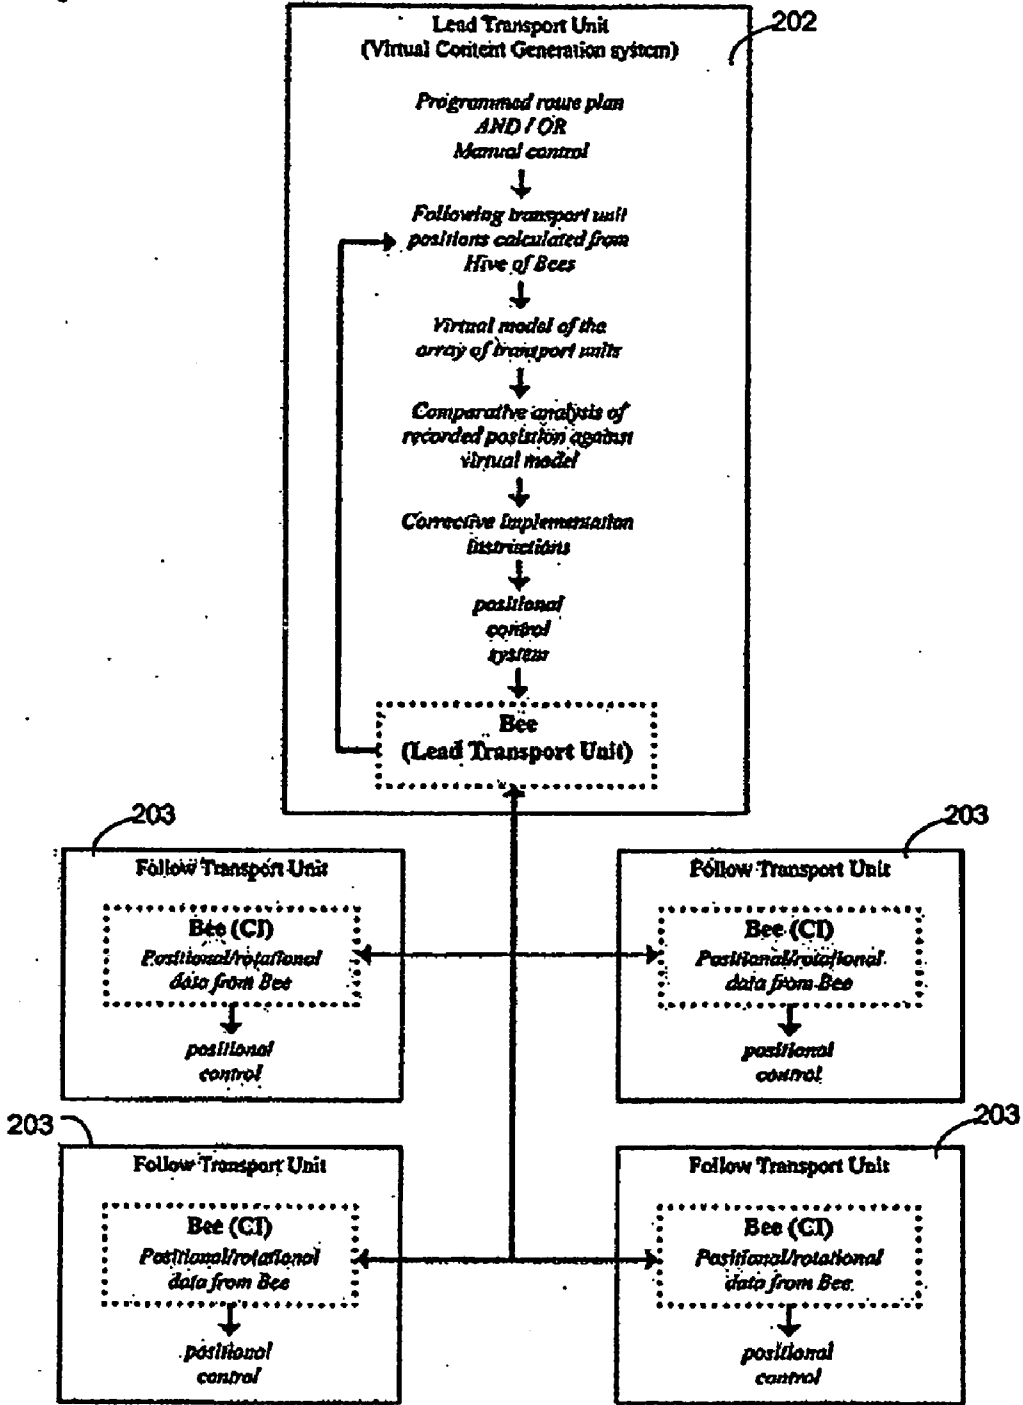 202
Lead Transport Unit
(Virtual Content Generation system)
Programmed route plan
AND / OR
Manual control
Following transport unit
positions calculated from
Hive of Bees
Virtual model of the
array of transport units
Comparative analysis of
recorded posistion against
virtual model
Corrective implementation
instructions
positional
control
system
Bee
(Lead Transport Unit)
203
Follow Transport Unit
Bee (CI)
Positional/rotational
data from Bee
positional
control
203
Follow Transport Unit
Bee (CI)
Positional/rotational
data from Bee
positional
control
203
Follow Transport Unit
Bee (CI)
Positional/rotational
data from Bee
positional
control
203
Follow Transport Unit
Bee (CI)
Positional/rotational
data from Bee
positional
control